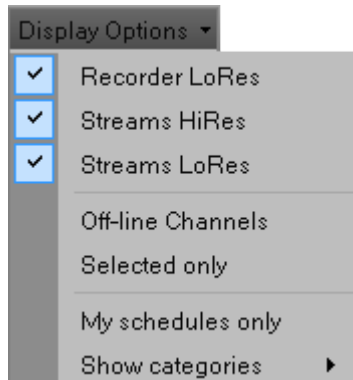 Display Options
Recorder LoRes
Streams HiRes
Streams LoRes
Off-line Channels
Selected only
My schedules only
Show categories